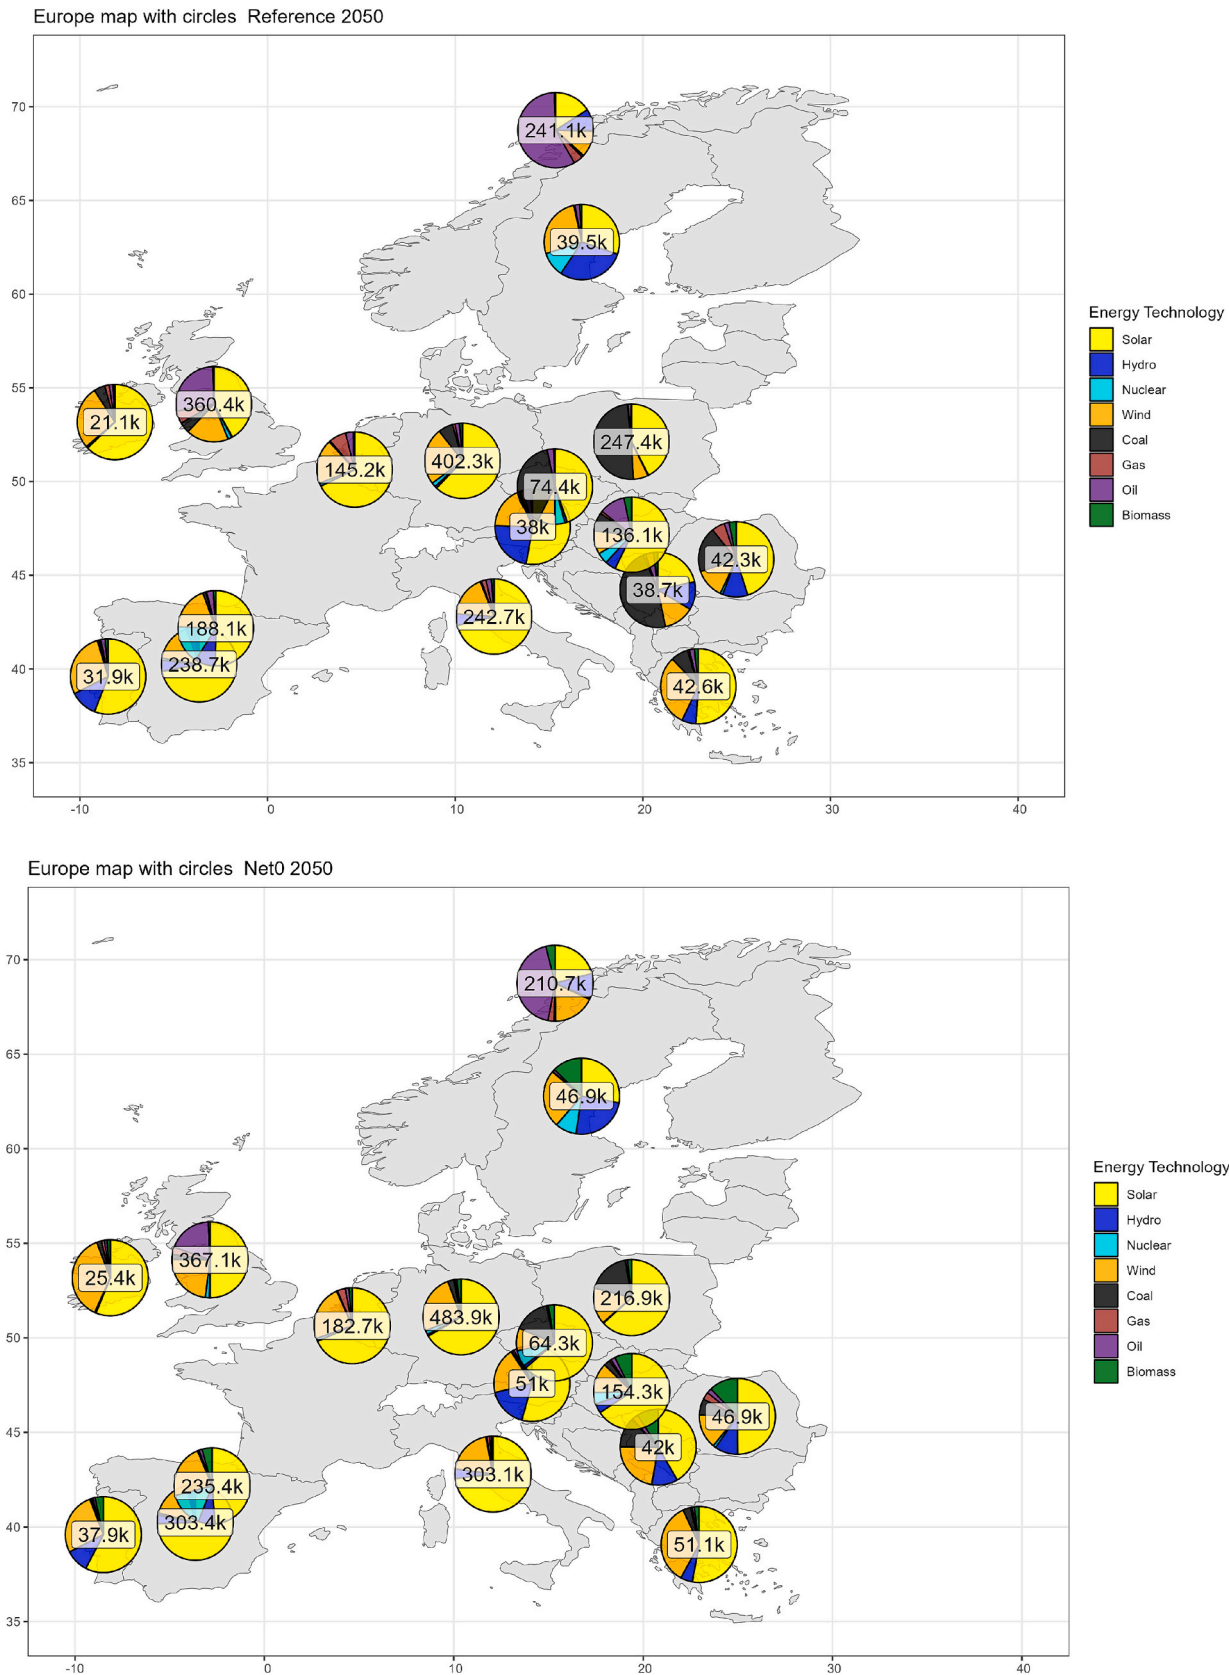 Europe map with circles  Reference 2050
70
65
60
55
50
45
40
35
-10
0
10
20
30
40
241.1k
39.5k
21.1k
360.4k
145.2k
402.3k
247.4k
74.4k
38k
136.1k
42.3k
38.7k
242.7k
188.1k
238.7k
31.9k
42.6k
Energy Technology
Solar
Hydro
Nuclear
Wind
Coal
Gas
Oil
Biomass
Europe map with circles  Net0 2050
70
65
60
55
50
45
40
35
-10
0
10
20
30
40
210.7k
46.9k
25.4k
367.1k
182.7k
483.9k
216.9k
64.3k
51k
154.3k
46.9k
42k
303.1k
235.4k
303.4k
37.9k
51.1k
Energy Technology
Solar
Hydro
Nuclear
Wind
Coal
Gas
Oil
Biomass